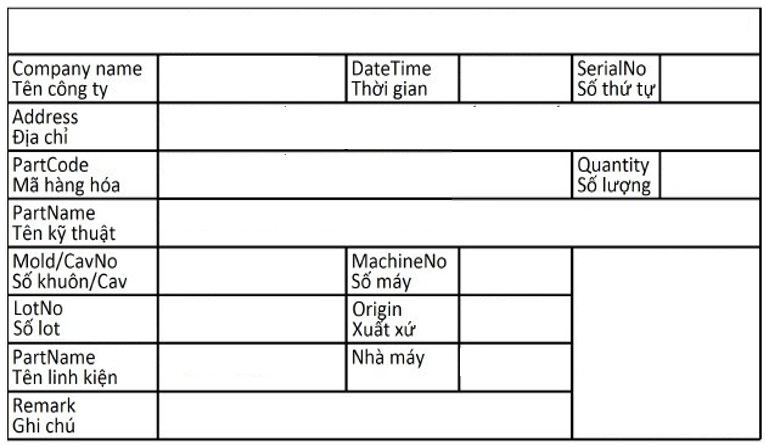 Company name
Tên công ty
DateTime
Thời gian
SerialNo
Số thứ tự
Address
Địa chỉ
PartCode
Mã hàng hóa
Quantity
Số lượng
PartName
Tên kỹ thuật
Mold/CavNo
Số khuôn/Cav
MachineNo
Số máy
LotNo
Số lot
Origin
Xuất xứ
PartName
Tên linh kiện
Nhà máy
Remark
Ghi chú